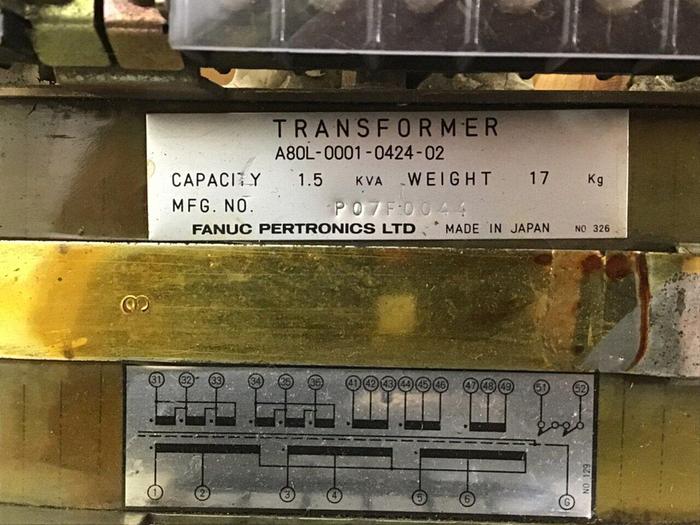 TRANSFORMER
A80L-0001-0424-02
CAPACITY 1.5 KVA WEIGHT 17 Kg
MFG. NO. P07F0044
FANUC PERTRONICS LTD MADE IN JAPAN NO 326
31 32 33 34 35 36 41 42 43 44 45 46 47 48 49 51 52
1 2 3 4 5 6 G
NO 129